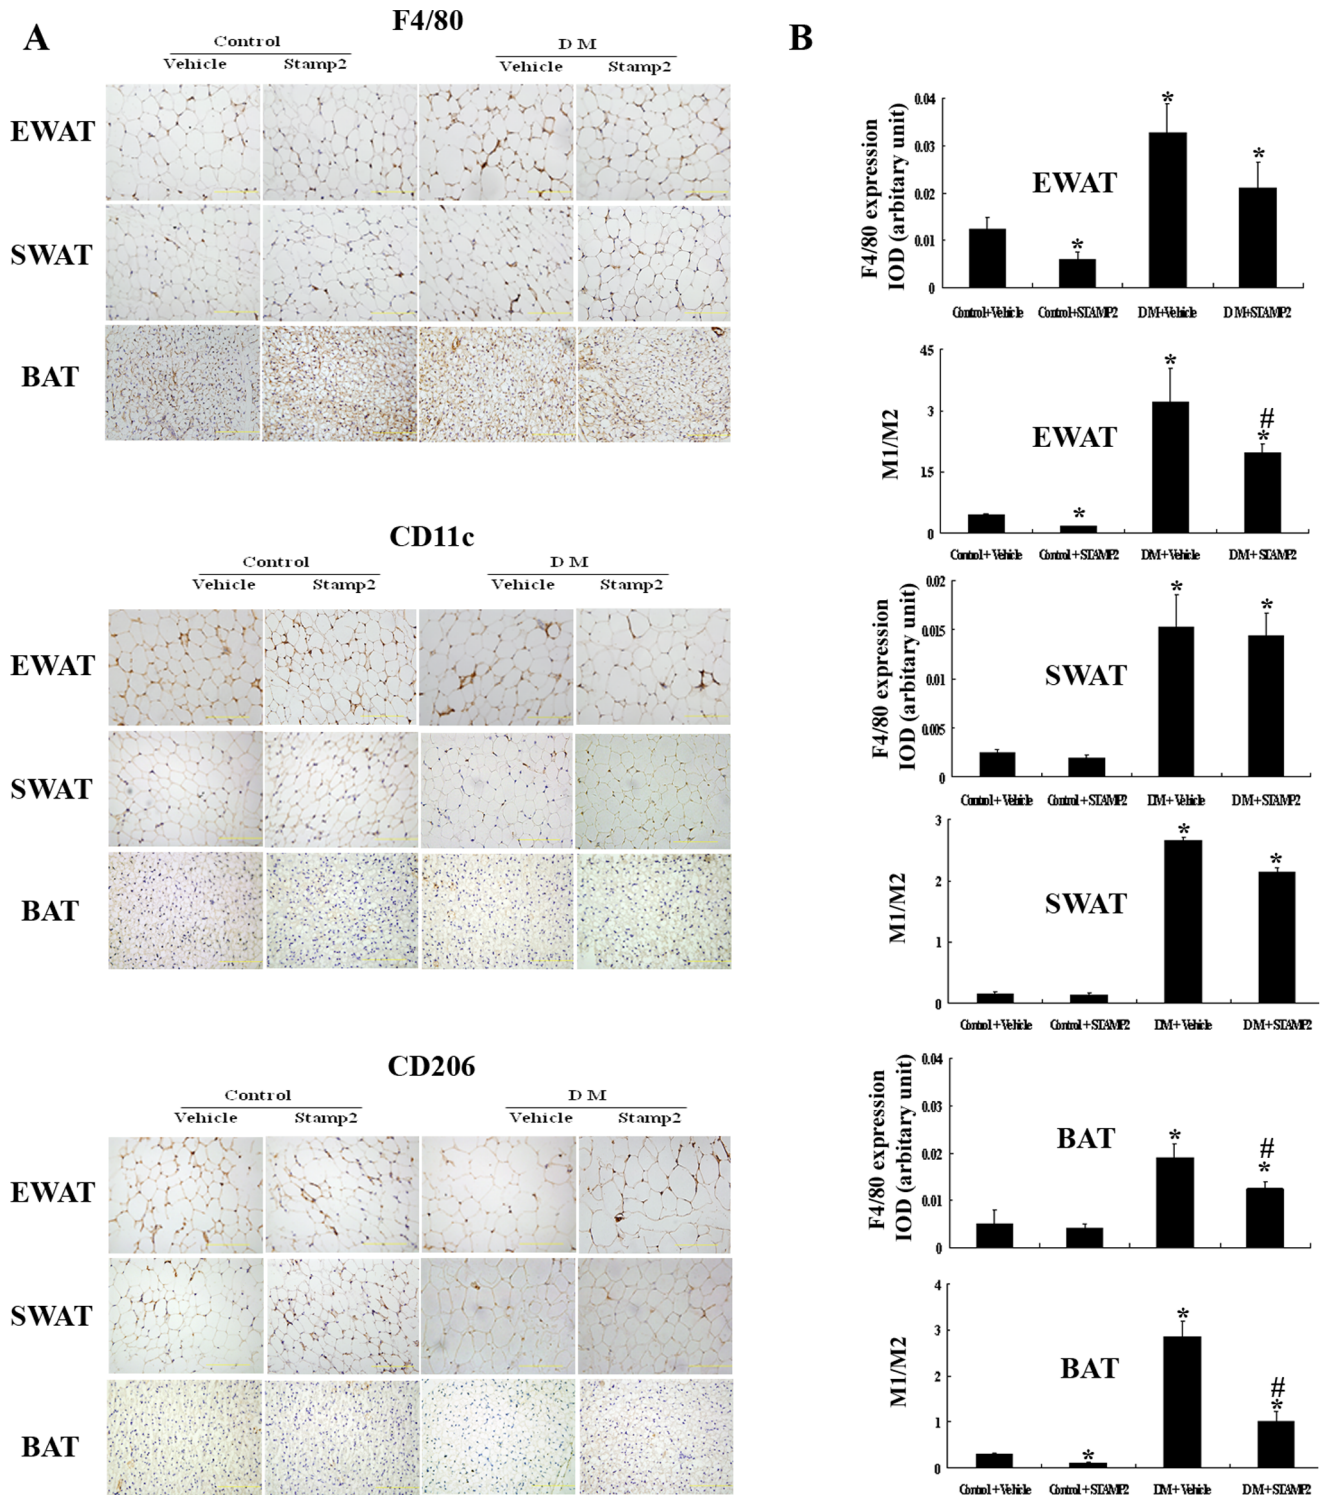 A
F4/80
Control
DM
Vehicle
Stamp2
Vehicle
Stamp2
EWAT
SWAT
BAT
CD11c
Control
DM
Vehicle
Stamp2
Vehicle
Stamp2
EWAT
SWAT
BAT
CD206
Control
DM
Vehicle
Stamp2
Vehicle
Stamp2
EWAT
SWAT
BAT
B
F4/80 expression
IOD (arbitary unit)
0.04
0.03
0.02
0.01
0
EWAT
*
*
*
Control+Vehicle
Control+STAMP2
DM+Vehicle
DM+STAMP2
M1/M2
45
3
15
0
EWAT
*
*
#
*
Control+Vehicle
Control+STAMP2
DM+Vehicle
DM+STAMP2
F4/80 expression
IOD (arbitary unit)
0.02
0.015
0.01
0.005
0
SWAT
*
*
Control+Vehicle
Control+STAMP2
DM+Vehicle
DM+STAMP2
M1/M2
3
2
1
0
SWAT
*
*
Control+Vehicle
Control+STAMP2
DM+Vehicle
DM+STAMP2
F4/80 expression
IOD (arbitary unit)
0.04
0.03
0.02
0.01
0
BAT
*
#
*
Control+Vehicle
Control+STAMP2
DM+Vehicle
DM+STAMP2
M1/M2
4
3
2
1
0
BAT
*
*
#
*
Control+Vehicle
Control+STAMP2
DM+Vehicle
DM+STAMP2